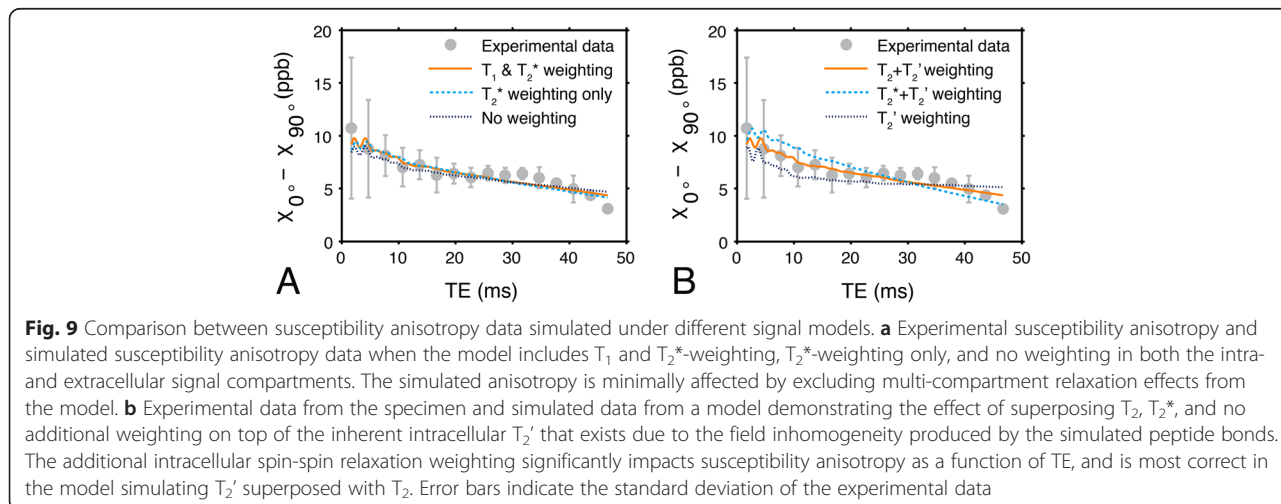 20
15
10
5
0
χ 0° – χ 90° (ppb)
Experimental data
T1 & T2* weighting
T2* weighting only
No weighting
0 10 20 30 40 50
TE (ms)
A
20
15
10
5
0
χ 0° – χ 90° (ppb)
Experimental data
T2+T2’ weighting
T2*+T2’ weighting
T2’ weighting
0 10 20 30 40 50
TE (ms)
B
Fig. 9 Comparison between susceptibility anisotropy data simulated under different signal models. a Experimental susceptibility anisotropy and
simulated susceptibility anisotropy data when the model includes T1 and T2*-weighting, T2*-weighting only, and no weighting in both the intra-
and extracellular signal compartments. The simulated anisotropy is minimally affected by excluding multi-compartment relaxation effects from
the model. b Experimental data from the specimen and simulated data from a model demonstrating the effect of superposing T2, T2*, and no
additional weighting on top of the inherent intracellular T2’ that exists due to the field inhomogeneity produced by the simulated peptide bonds.
The additional intracellular spin-spin relaxation weighting significantly impacts susceptibility anisotropy as a function of TE, and is most correct in
the model simulating T2’ superposed with T2. Error bars indicate the standard deviation of the experimental data